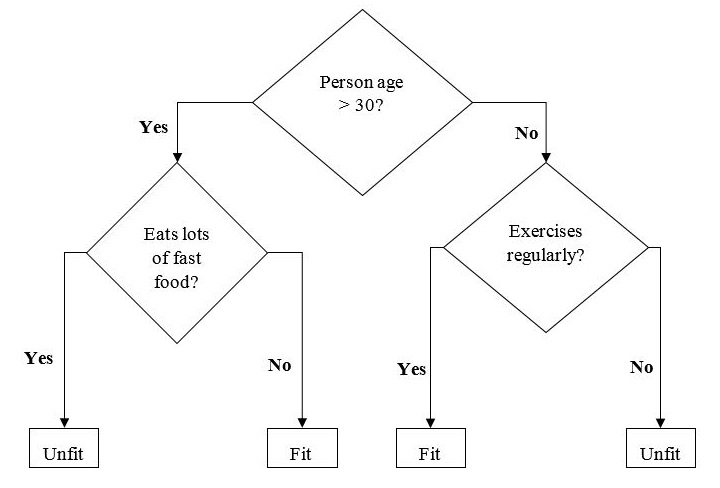 Person age
> 30?
Yes
No
Eats lots
of fast
food?
Exercises
regularly?
Yes
No
Yes
No
Unfit
Fit
Fit
Unfit